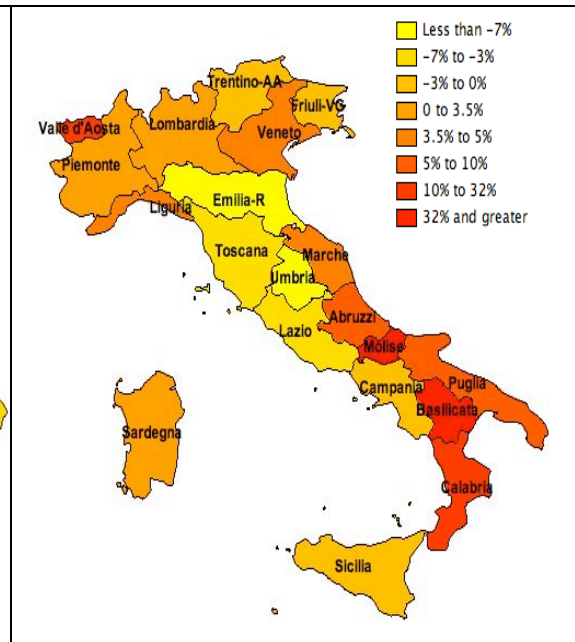 Less than −7%
−7% to −3%
−3% to 0%
0 to 3.5%
3.5% to 5%
5% to 10%
10% to 32%
32% and greater
Trentino-AA
Friuli-VG
Valle d'Aosta
Lombardia
Veneto
Piemonte
Emilia-R
Liguria
Toscana
Marche
Umbria
Abruzzi
Lazio
Molise
Campania
Puglia
Basilicata
Sardegna
Calabria
Sicilia